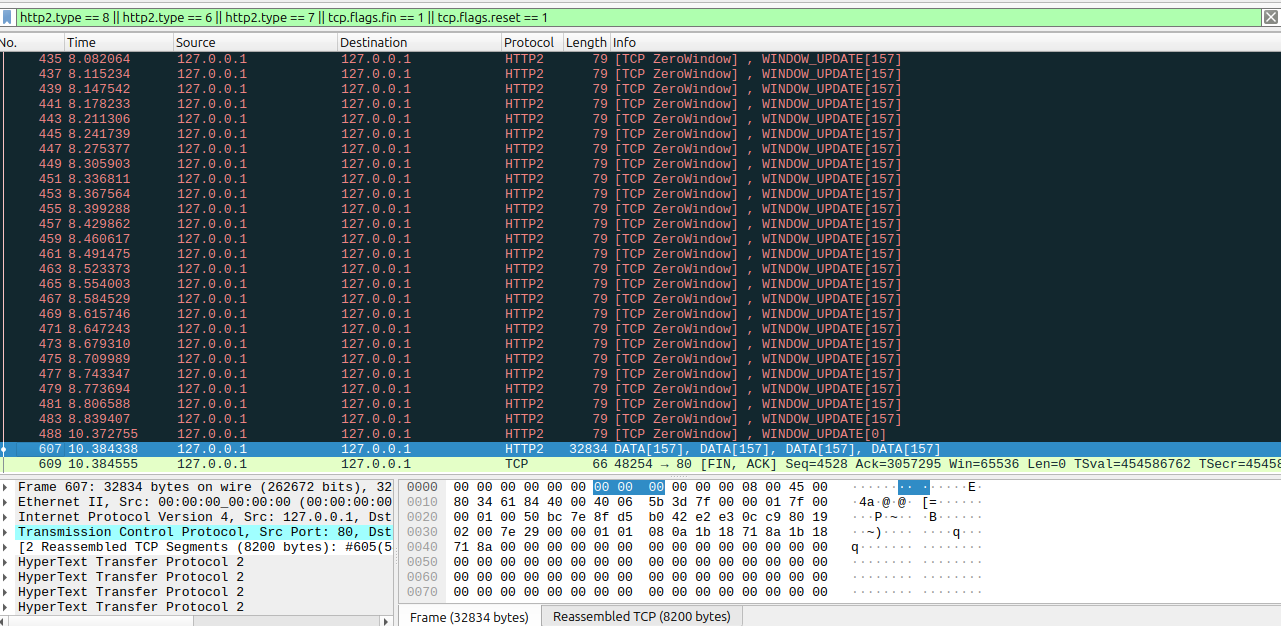 http2.type == 8 || http2.type == 6 || http2.type == 7 || tcp.flags.fin == 1 || tcp.flags.reset == 1
No. Time Source Destination Protocol Length Info
435 8.082064 127.0.0.1 127.0.0.1 HTTP2 79 [TCP ZeroWindow] , WINDOW_UPDATE[157]
437 8.115234 127.0.0.1 127.0.0.1 HTTP2 79 [TCP ZeroWindow] , WINDOW_UPDATE[157]
439 8.147542 127.0.0.1 127.0.0.1 HTTP2 79 [TCP ZeroWindow] , WINDOW_UPDATE[157]
441 8.178233 127.0.0.1 127.0.0.1 HTTP2 79 [TCP ZeroWindow] , WINDOW_UPDATE[157]
443 8.211306 127.0.0.1 127.0.0.1 HTTP2 79 [TCP ZeroWindow] , WINDOW_UPDATE[157]
445 8.241739 127.0.0.1 127.0.0.1 HTTP2 79 [TCP ZeroWindow] , WINDOW_UPDATE[157]
447 8.275377 127.0.0.1 127.0.0.1 HTTP2 79 [TCP ZeroWindow] , WINDOW_UPDATE[157]
449 8.305903 127.0.0.1 127.0.0.1 HTTP2 79 [TCP ZeroWindow] , WINDOW_UPDATE[157]
451 8.336811 127.0.0.1 127.0.0.1 HTTP2 79 [TCP ZeroWindow] , WINDOW_UPDATE[157]
453 8.367564 127.0.0.1 127.0.0.1 HTTP2 79 [TCP ZeroWindow] , WINDOW_UPDATE[157]
455 8.399288 127.0.0.1 127.0.0.1 HTTP2 79 [TCP ZeroWindow] , WINDOW_UPDATE[157]
457 8.429862 127.0.0.1 127.0.0.1 HTTP2 79 [TCP ZeroWindow] , WINDOW_UPDATE[157]
459 8.460617 127.0.0.1 127.0.0.1 HTTP2 79 [TCP ZeroWindow] , WINDOW_UPDATE[157]
461 8.491475 127.0.0.1 127.0.0.1 HTTP2 79 [TCP ZeroWindow] , WINDOW_UPDATE[157]
463 8.523373 127.0.0.1 127.0.0.1 HTTP2 79 [TCP ZeroWindow] , WINDOW_UPDATE[157]
465 8.554003 127.0.0.1 127.0.0.1 HTTP2 79 [TCP ZeroWindow] , WINDOW_UPDATE[157]
467 8.584529 127.0.0.1 127.0.0.1 HTTP2 79 [TCP ZeroWindow] , WINDOW_UPDATE[157]
469 8.615746 127.0.0.1 127.0.0.1 HTTP2 79 [TCP ZeroWindow] , WINDOW_UPDATE[157]
471 8.647243 127.0.0.1 127.0.0.1 HTTP2 79 [TCP ZeroWindow] , WINDOW_UPDATE[157]
473 8.679310 127.0.0.1 127.0.0.1 HTTP2 79 [TCP ZeroWindow] , WINDOW_UPDATE[157]
475 8.709989 127.0.0.1 127.0.0.1 HTTP2 79 [TCP ZeroWindow] , WINDOW_UPDATE[157]
477 8.743347 127.0.0.1 127.0.0.1 HTTP2 79 [TCP ZeroWindow] , WINDOW_UPDATE[157]
479 8.773694 127.0.0.1 127.0.0.1 HTTP2 79 [TCP ZeroWindow] , WINDOW_UPDATE[157]
481 8.806588 127.0.0.1 127.0.0.1 HTTP2 79 [TCP ZeroWindow] , WINDOW_UPDATE[157]
483 8.839407 127.0.0.1 127.0.0.1 HTTP2 79 [TCP ZeroWindow] , WINDOW_UPDATE[157]
488 10.372755 127.0.0.1 127.0.0.1 HTTP2 79 [TCP ZeroWindow] , WINDOW_UPDATE[0]
607 10.384338 127.0.0.1 127.0.0.1 HTTP2 32834 DATA[157], DATA[157], DATA[157], DATA[157]
609 10.384555 127.0.0.1 127.0.0.1 TCP 66 48254 → 80 [FIN, ACK] Seq=4528 Ack=3057295 Win=65536 Len=0 TSval=454586762 TSecr=45458
Frame 607: 32834 bytes on wire (262672 bits), 32
Ethernet II, Src: 00:00:00_00:00:00 (00:00:00:00
Internet Protocol Version 4, Src: 127.0.0.1, Dst
Transmission Control Protocol, Src Port: 80, Dst
[2 Reassembled TCP Segments (8200 bytes): #605(5
HyperText Transfer Protocol 2
HyperText Transfer Protocol 2
HyperText Transfer Protocol 2
HyperText Transfer Protocol 2
0000 00 00 00 00 00 00 00 00 00 00 00 00 08 00 45 00 ········ ······E·
0010 80 34 61 84 40 00 40 06 5b 3d 7f 00 00 01 7f 00 ·4a·@·@· [=······
0020 00 01 00 50 bc 7e 8f d5 b0 42 e2 e3 0c c9 80 19 ···P·~·· ·B······
0030 02 00 7e 29 00 00 01 01 08 0a 1b 18 71 8a 1b 18 ··~)···· ····q···
0040 71 8a 00 00 00 00 00 00 00 00 00 00 00 00 00 00 q······· ········
0050 00 00 00 00 00 00 00 00 00 00 00 00 00 00 00 00 ········ ········
0060 00 00 00 00 00 00 00 00 00 00 00 00 00 00 00 00 ········ ········
0070 00 00 00 00 00 00 00 00 00 00 00 00 00 00 00 00 ········ ········
Frame (32834 bytes) Reassembled TCP (8200 bytes)